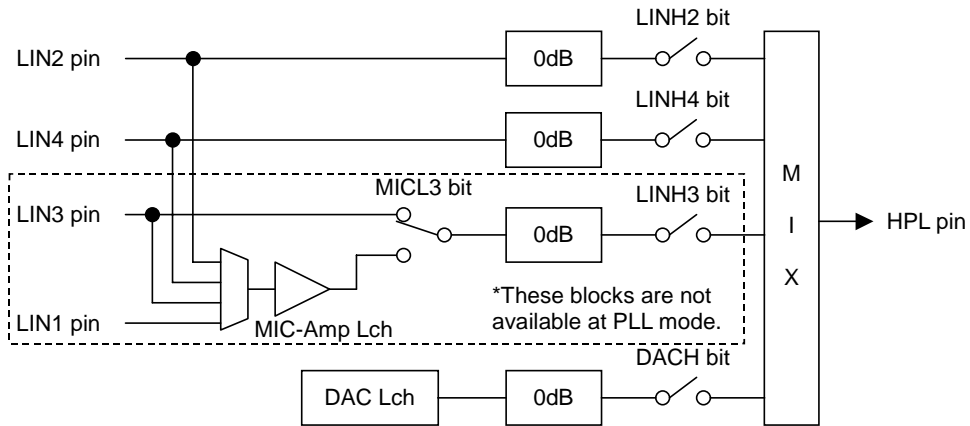 LINH2 bit
LIN2 pin
0dB
LINH4 bit
LIN4 pin
0dB
M
I
X
MICL3 bit
LINH3 bit
LIN3 pin
0dB
HPL pin
*These blocks are not
available at PLL mode.
LIN1 pin
MIC-Amp Lch
DACH bit
DAC Lch
0dB